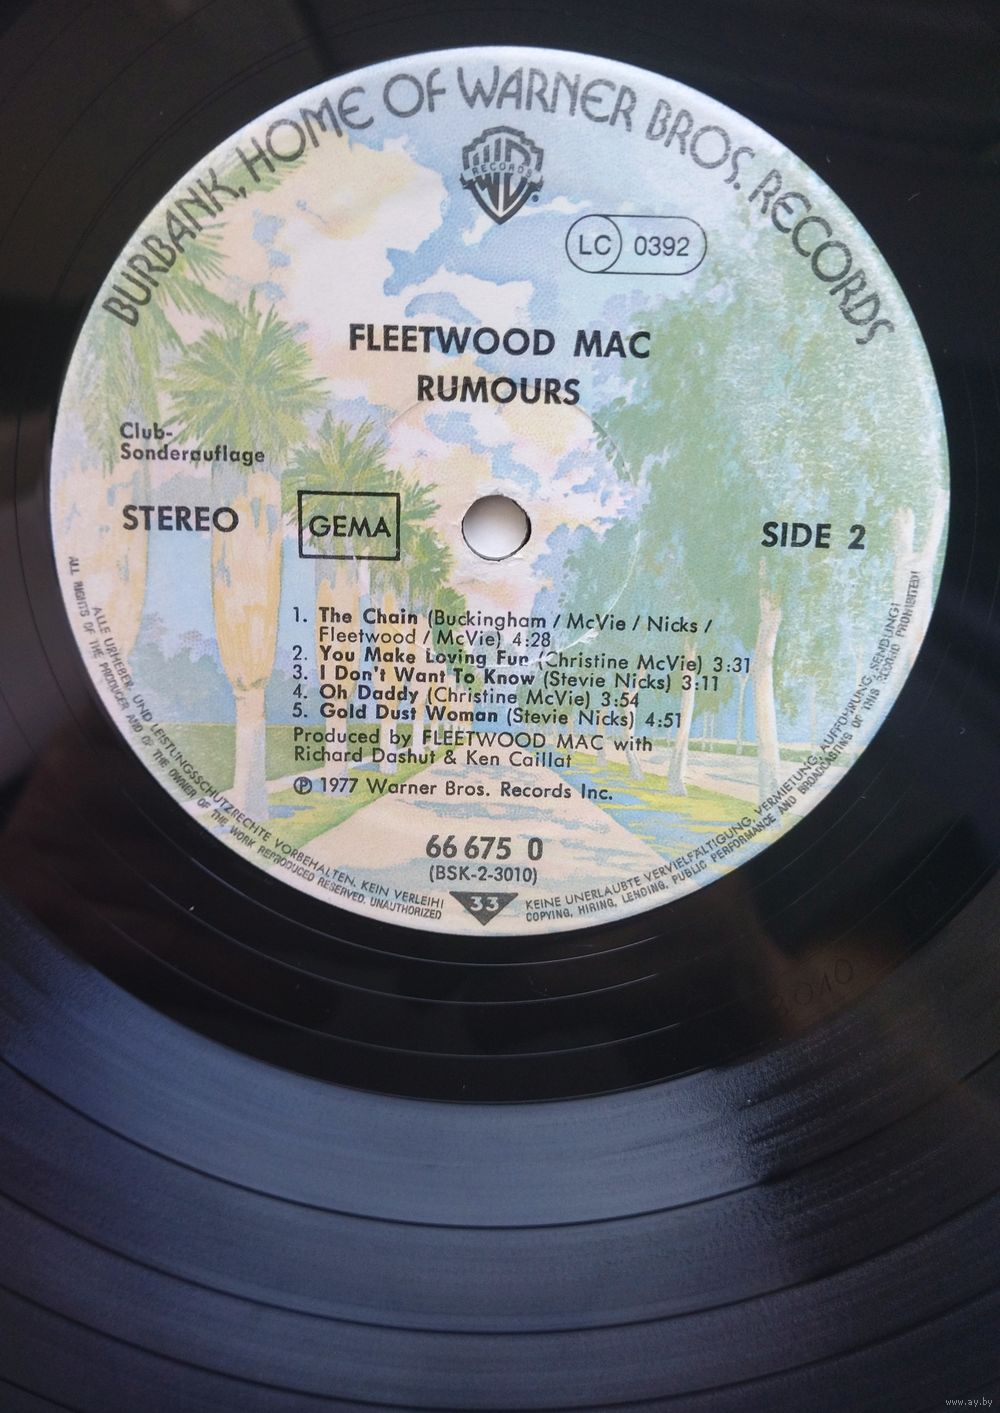 BURBANK, HOME OF WARNER BROS. RECORDS
WB
RECORDS
LC 0392
FLEETWOOD MAC
RUMOURS
Club-
Sonderauflage
STEREO
GEMA
SIDE 2
1. The Chain (Buckingham / McVie / Nicks /
Fleetwood / McVie) 4:28
2. You Make Loving Fun (Christine McVie) 3:31
3. I Don't Want To Know (Stevie Nicks) 3:11
4. Oh Daddy (Christine McVie) 3:54
5. Gold Dust Woman (Stevie Nicks) 4:51
Produced by FLEETWOOD MAC with
Richard Dashut & Ken Caillat
Ⓟ 1977 Warner Bros. Records Inc.
66 675 0
(BSK-2-3010)
33
ALLE URHEBER- UND LEISTUNGSSCHUTZRECHTE VORBEHALTEN. KEIN VERLEIH!
KEINE UNERLAUBTE VERVIELFÄLTIGUNG, VERMIETUNG, AUFFÜHRUNG, SENDUNG!
ALL RIGHTS OF THE PRODUCER AND OF THE OWNER OF THE WORK REPRODUCED RESERVED. UNAUTHORIZED
COPYING, HIRING, LENDING, PUBLIC PERFORMANCE AND BROADCASTING OF THIS RECORD PROHIBITED!
3010
www.ay.by